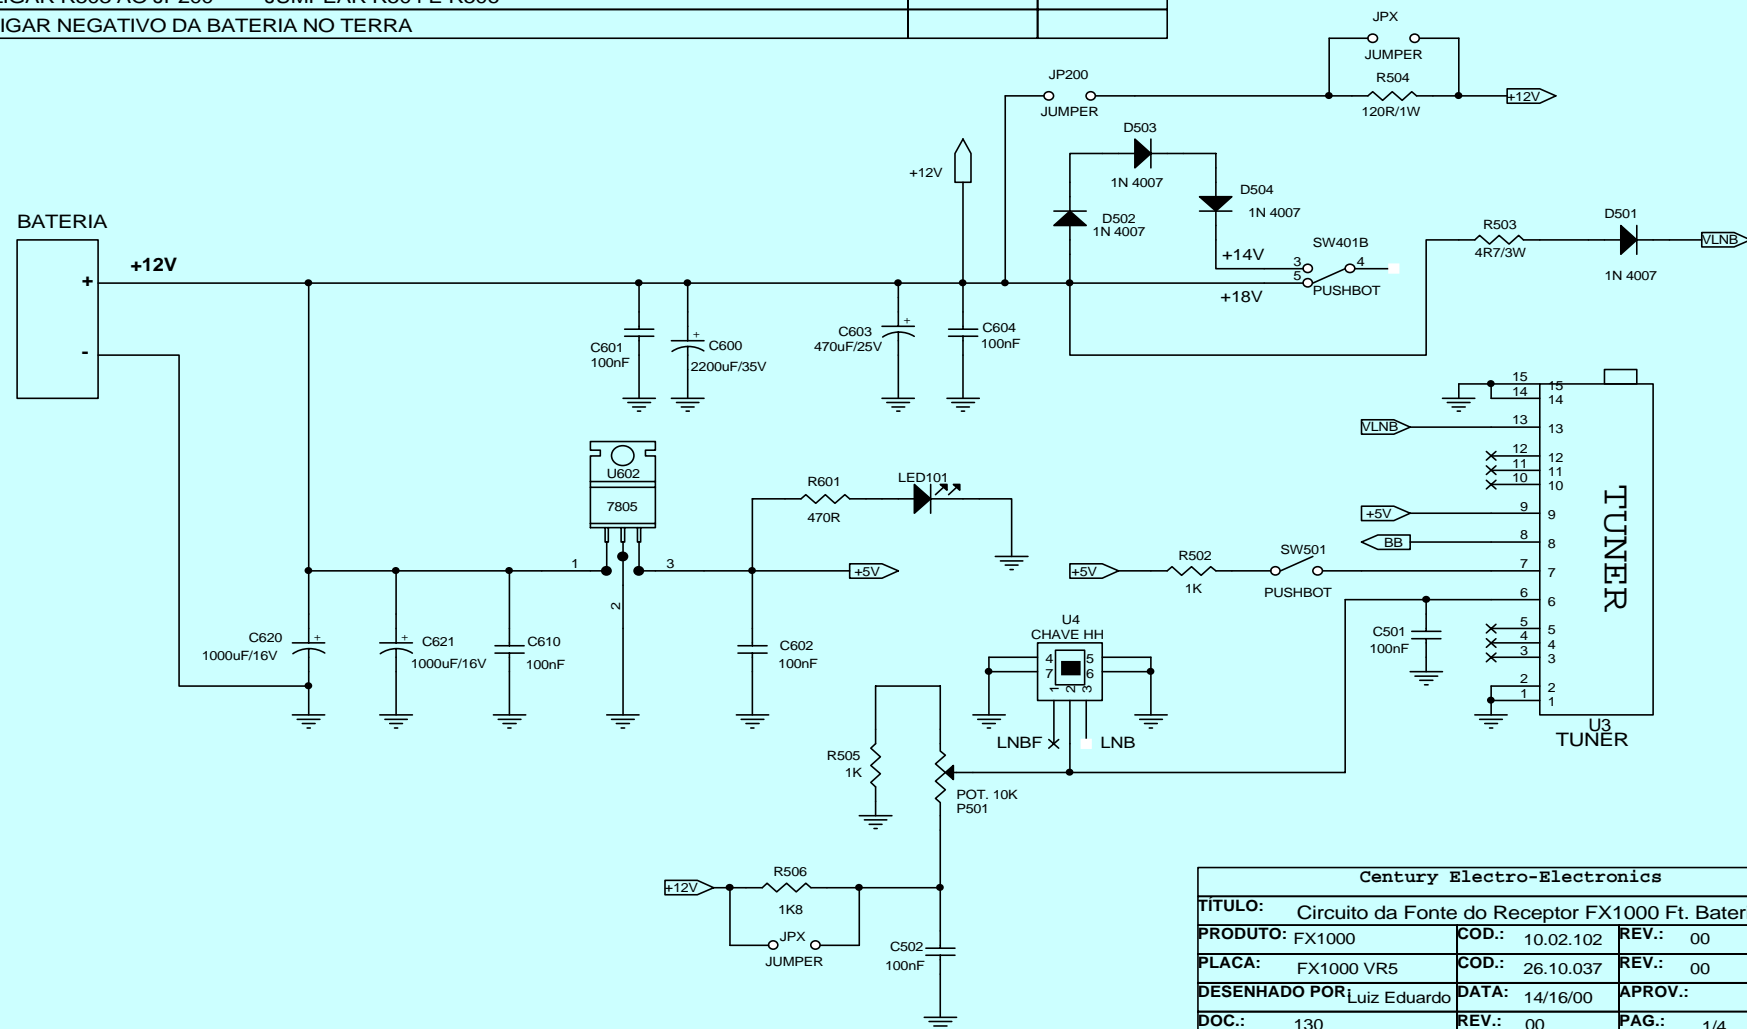 IGAR NEGATIVO DA BATERIA NO TERRA
JPX
JUMPER
R504
120R/1W
+12V
JP200
JUMPER
D503
1N 4007
+12V
D504
1N 4007
D502
1N 4007
BATERIA
+12V
+
-
+14V
+18V
SW401B
3
4
5
PUSHBOT
R503
4R7/3W
D501
1N 4007
VLNB
C601
100nF
+
C600
2200uF/35V
C603
+
470uF/25V
C604
100nF
U602
7805
1
2
3
R601
470R
LED101
+5V
C620
+
1000uF/16V
+
C621
1000uF/16V
C610
100nF
C602
100nF
VLNB
+5V
BB
+5V
R502
1K
SW501
PUSHBOT
15 15
14 14
13 13
12 12
11 11
10 10
9 9
8 8
7 7
6 6
5 5
4 4
3 3
2 2
1 1
TUNER
U3
TUNER
C501
100nF
U4
CHAVE HH
4 5
7 6
1 2 3
LNBF
LNB
R505
1K
POT. 10K
P501
+12V
R506
1K8
JPX
JUMPER
C502
100nF
Century Electro-Electronics
TÍTULO: Circuito da Fonte do Receptor FX1000 Ft. Bater
PRODUTO: FX1000 COD.: 10.02.102 REV.: 00
PLACA: FX1000 VR5 COD.: 26.10.037 REV.: 00
DESENHADO POR: Luiz Eduardo DATA: 14/16/00 APROV.:
DOC.: 130 REV.: 00 PAG.: 1/4